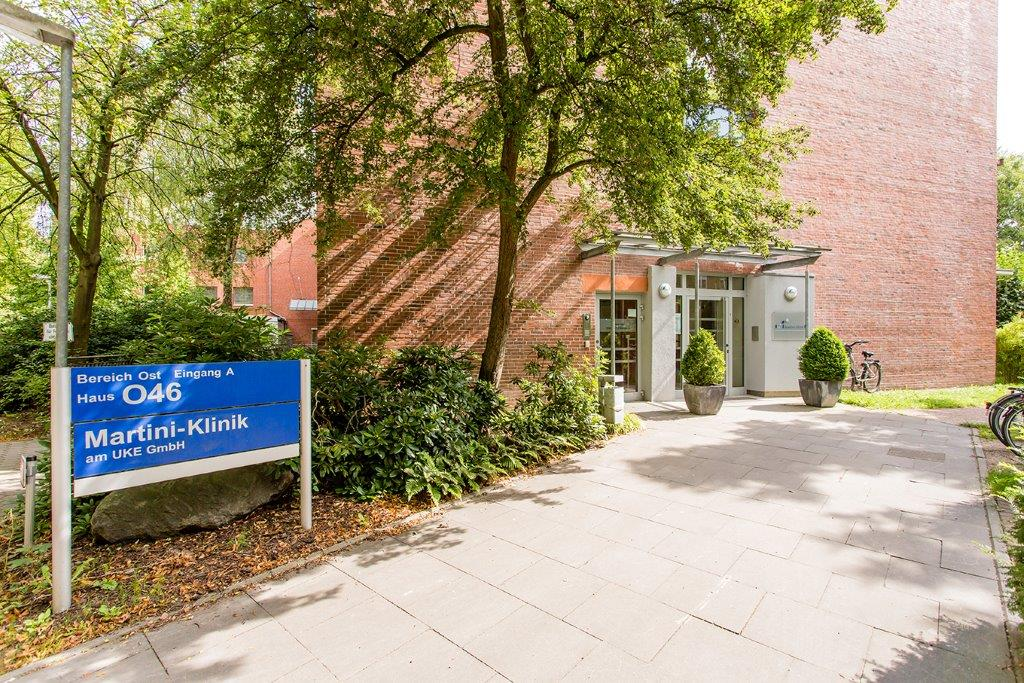 Bereich Ost Eingang A
Haus O46
Martini-Klinik
am UKE GmbH